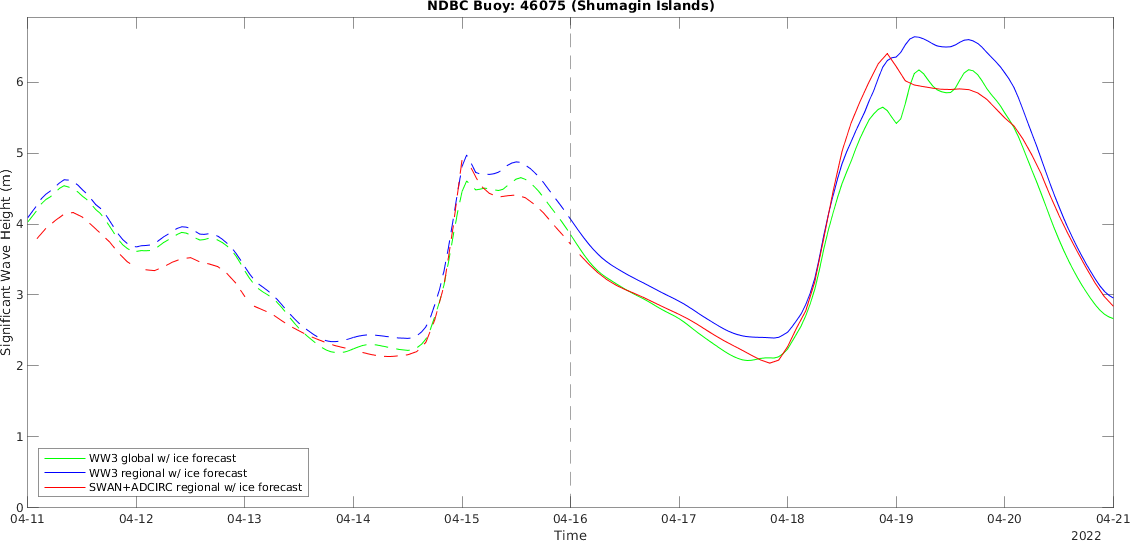 NDBC Buoy: 46075 (Shumagin Islands)
Significant Wave Height (m)
6
5
4
3
2
1
0
WW3 global w/ ice forecast
WW3 regional w/ ice forecast
SWAN+ADCIRC regional w/ ice forecast
04-11 04-12 04-13 04-14 04-15 04-16 04-17 04-18 04-19 04-20 04-21
Time
2022